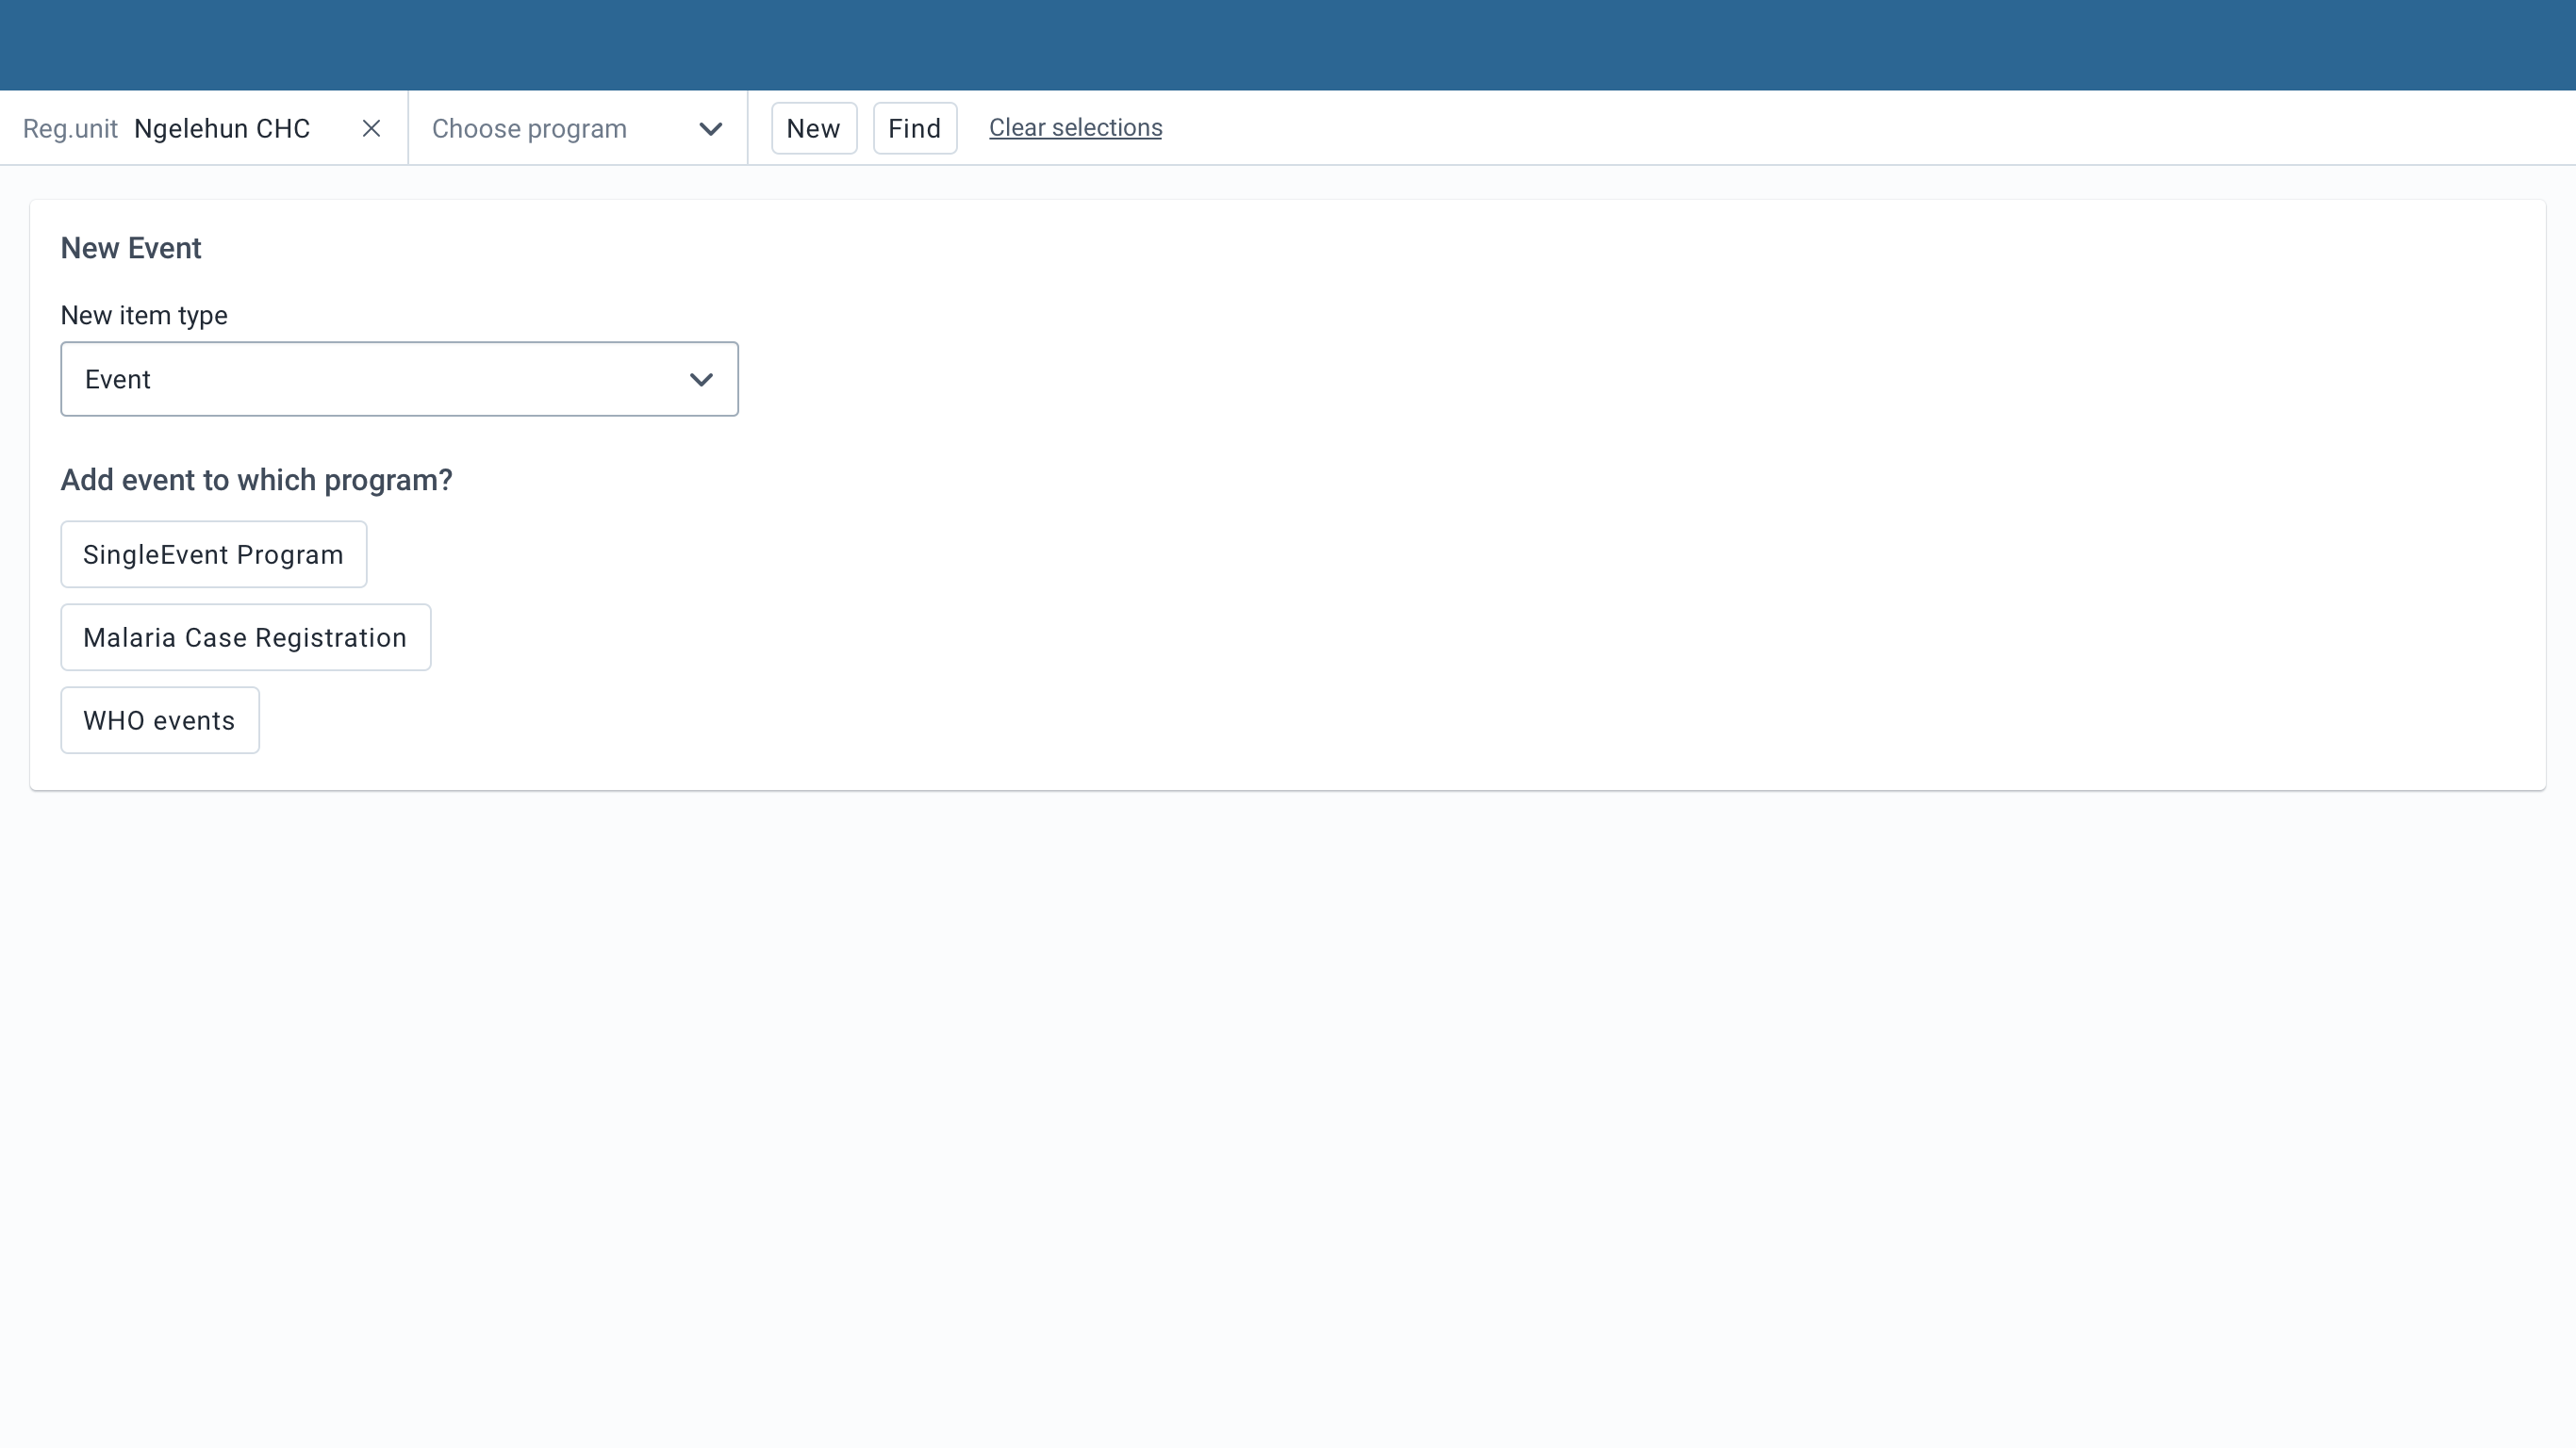 Reg.unit Ngelehun CHC Choose program New Find Clear selections
New Event
New item type
Event
Add event to which program?
SingleEvent Program
Malaria Case Registration
WHO events